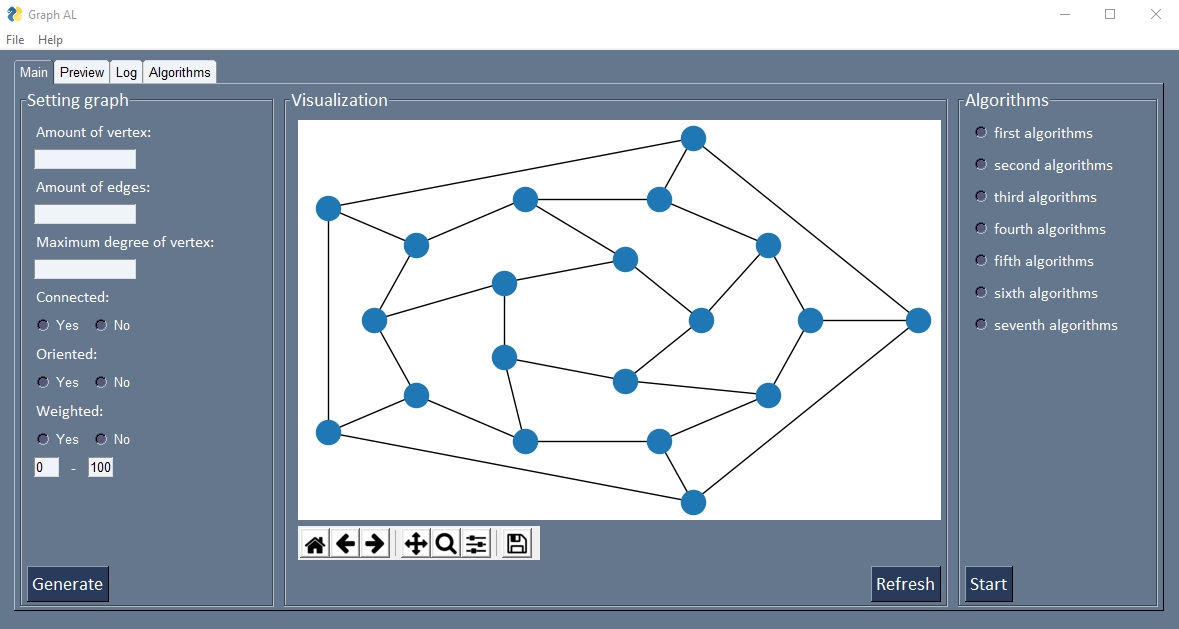 Graph AL
File Help
Main Preview Log Algorithms
Setting graph
Amount of vertex:
Amount of edges:
Maximum degree of vertex:
Connected:
Yes No
Oriented:
Yes No
Weighted:
Yes No
0 - 100
Generate
Visualization
Refresh
Algorithms
first algorithms
second algorithms
third algorithms
fourth algorithms
fifth algorithms
sixth algorithms
seventh algorithms
Start